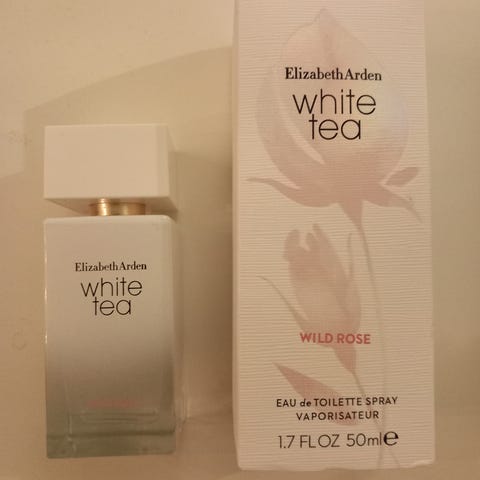 Elizabeth Arden
white
tea
Elizabeth Arden
white
tea
WILD ROSE
EAU de TOILETTE SPRAY
VAPORISATEUR
1.7 FL OZ 50ml e